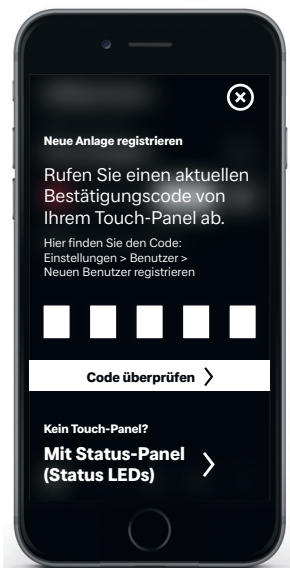 Neue Anlage registrieren
Rufen Sie einen aktuellen
Bestätigungscode von
Ihrem Touch-Panel ab.
Hier finden Sie den Code:
Einstellungen > Benutzer >
Neuen Benutzer registrieren
Code überprüfen
Kein Touch-Panel?
Mit Status-Panel
(Status LEDs)